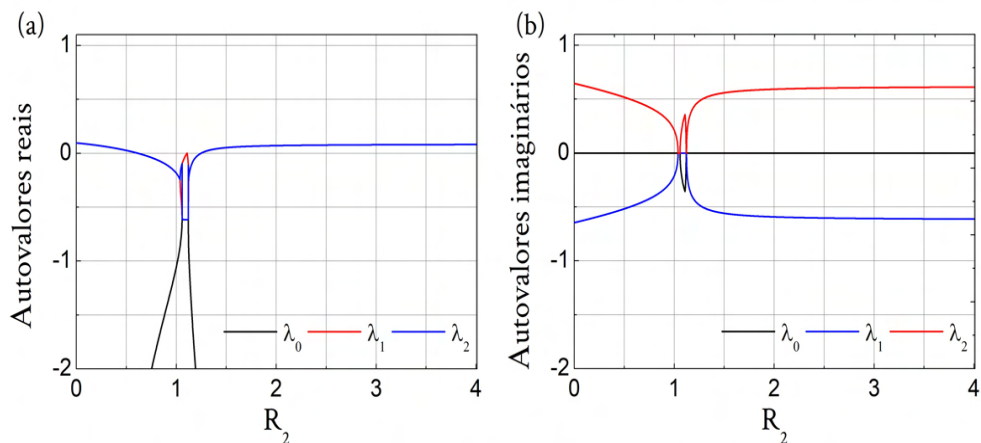 (a)
Autovalores reais
1
0
-1
-2
λ0 λ1 λ2
0 1 2 3 4
R2
(b)
Autovalores imaginários
1
0
-1
-2
λ0 λ1 λ2
0 1 2 3 4
R2